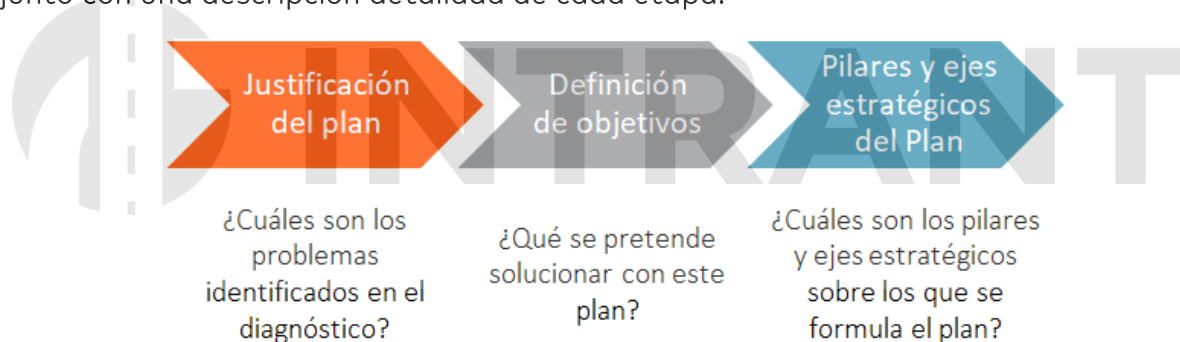 junto con una descripción detallada de cada etapa.
INTRANT
Justificación
del plan
Definición
de objetivos
Pilares y ejes
estratégicos
del Plan
¿Cuáles son los
problemas
identificados en el
diagnóstico?
¿Qué se pretende
solucionar con este
plan?
¿Cuáles son los pilares
y ejes estratégicos
sobre los que se
formula el plan?